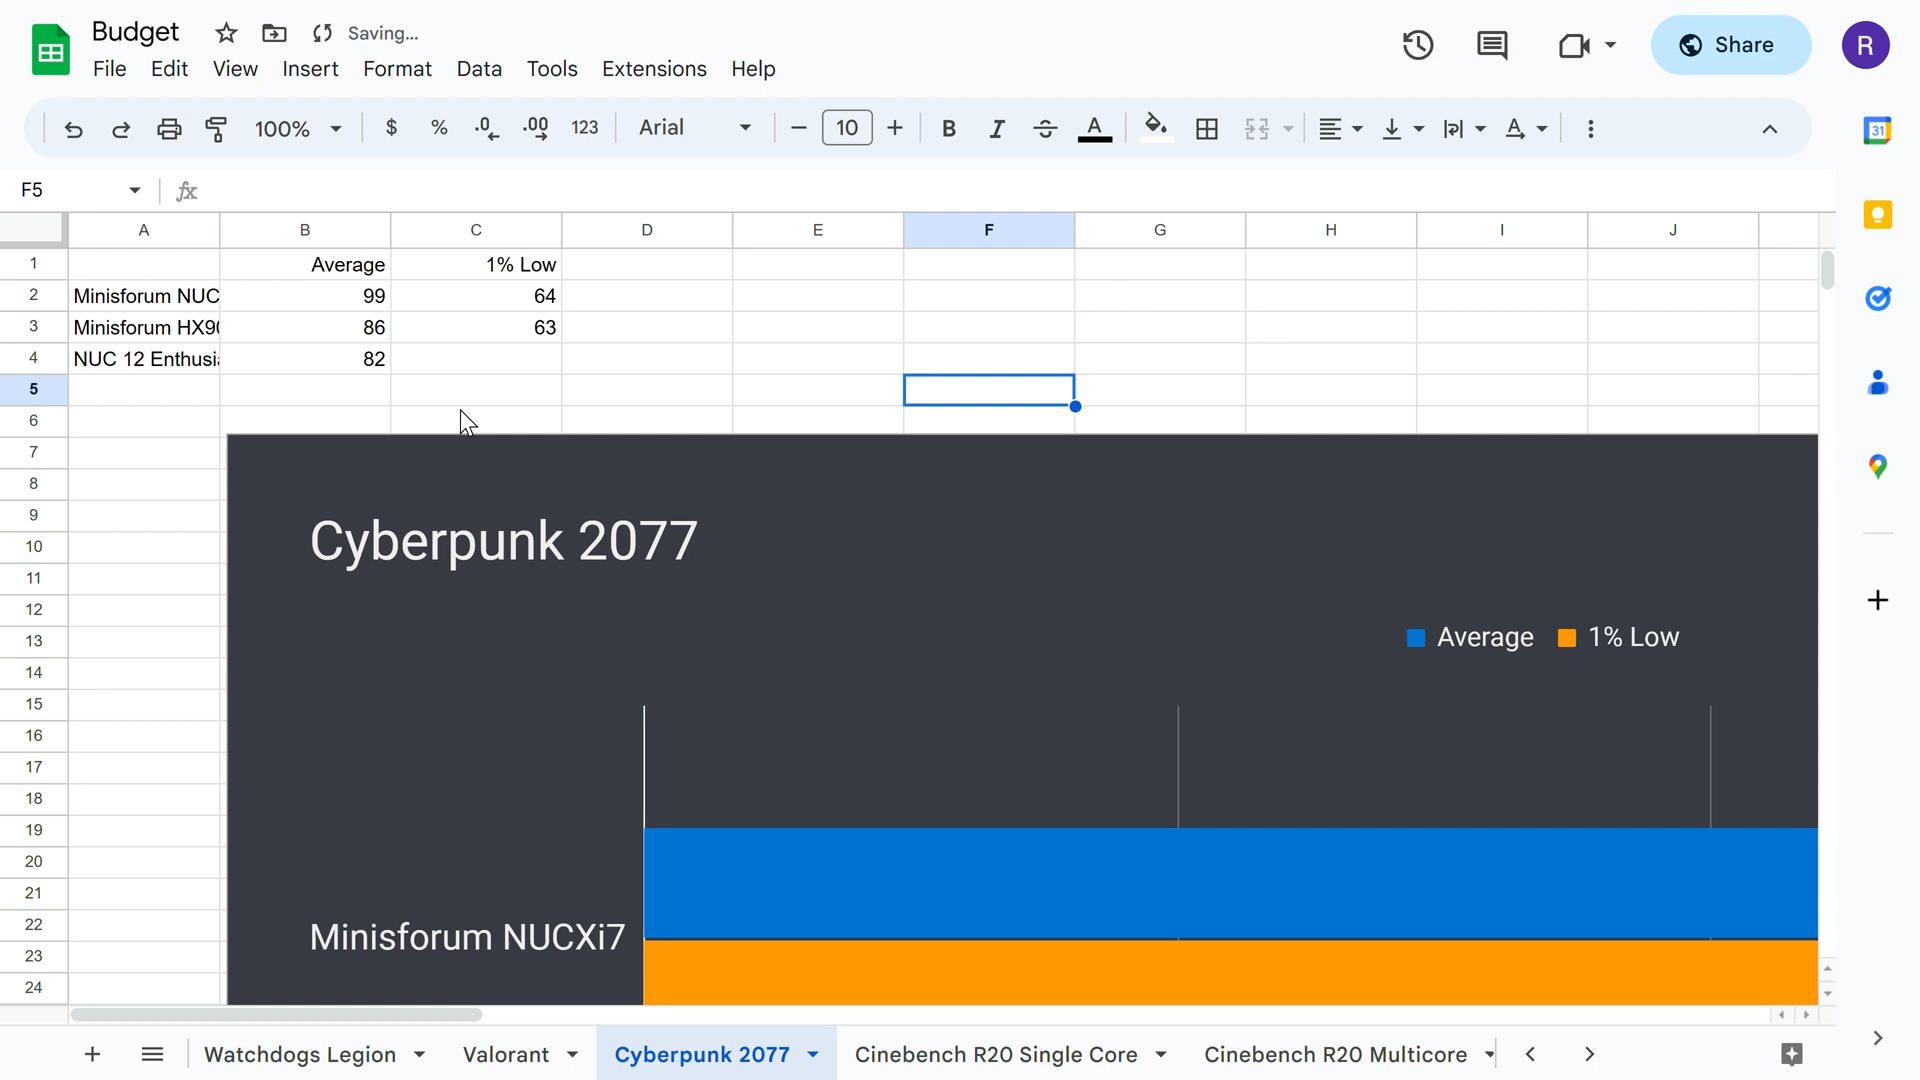 Budget Saving...
File Edit View Insert Format Data Tools Extensions Help
Share R
100% $ % .0 .00 123 Arial 10 B I S A A
31
F5 fx
A B C D E F G H I J
1 Average 1% Low
2 Minisforum NUC 99 64
3 Minisforum HX90 86 63
4 NUC 12 Enthusia 82
5
6
7
8
9
10
11
12
13
14
15
16
17
18
19
20
21
22
23
24
Cyberpunk 2077
Average 1% Low
Minisforum NUCXi7
Watchdogs Legion Valorant Cyberpunk 2077 Cinebench R20 Single Core Cinebench R20 Multicore